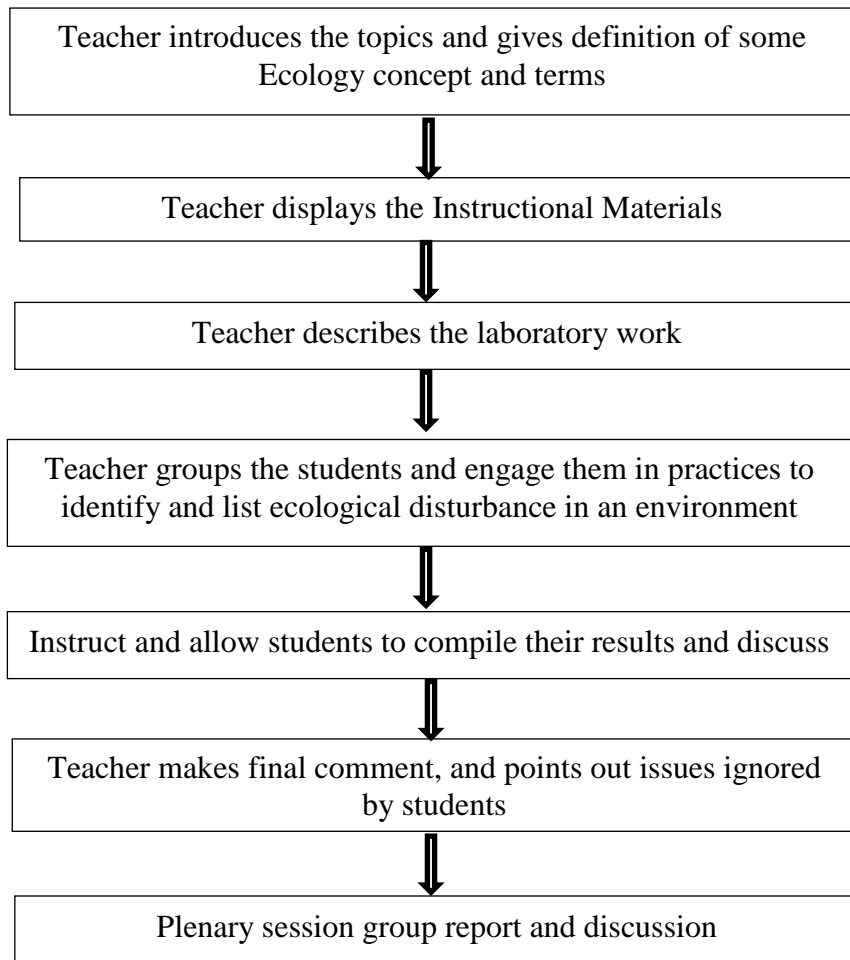 Teacher introduces the topics and gives definition of some
Ecology concept and terms
Teacher displays the Instructional Materials
Teacher describes the laboratory work
Teacher groups the students and engage them in practices to
identify and list ecological disturbance in an environment
Instruct and allow students to compile their results and discuss
Teacher makes final comment, and points out issues ignored
by students
Plenary session group report and discussion